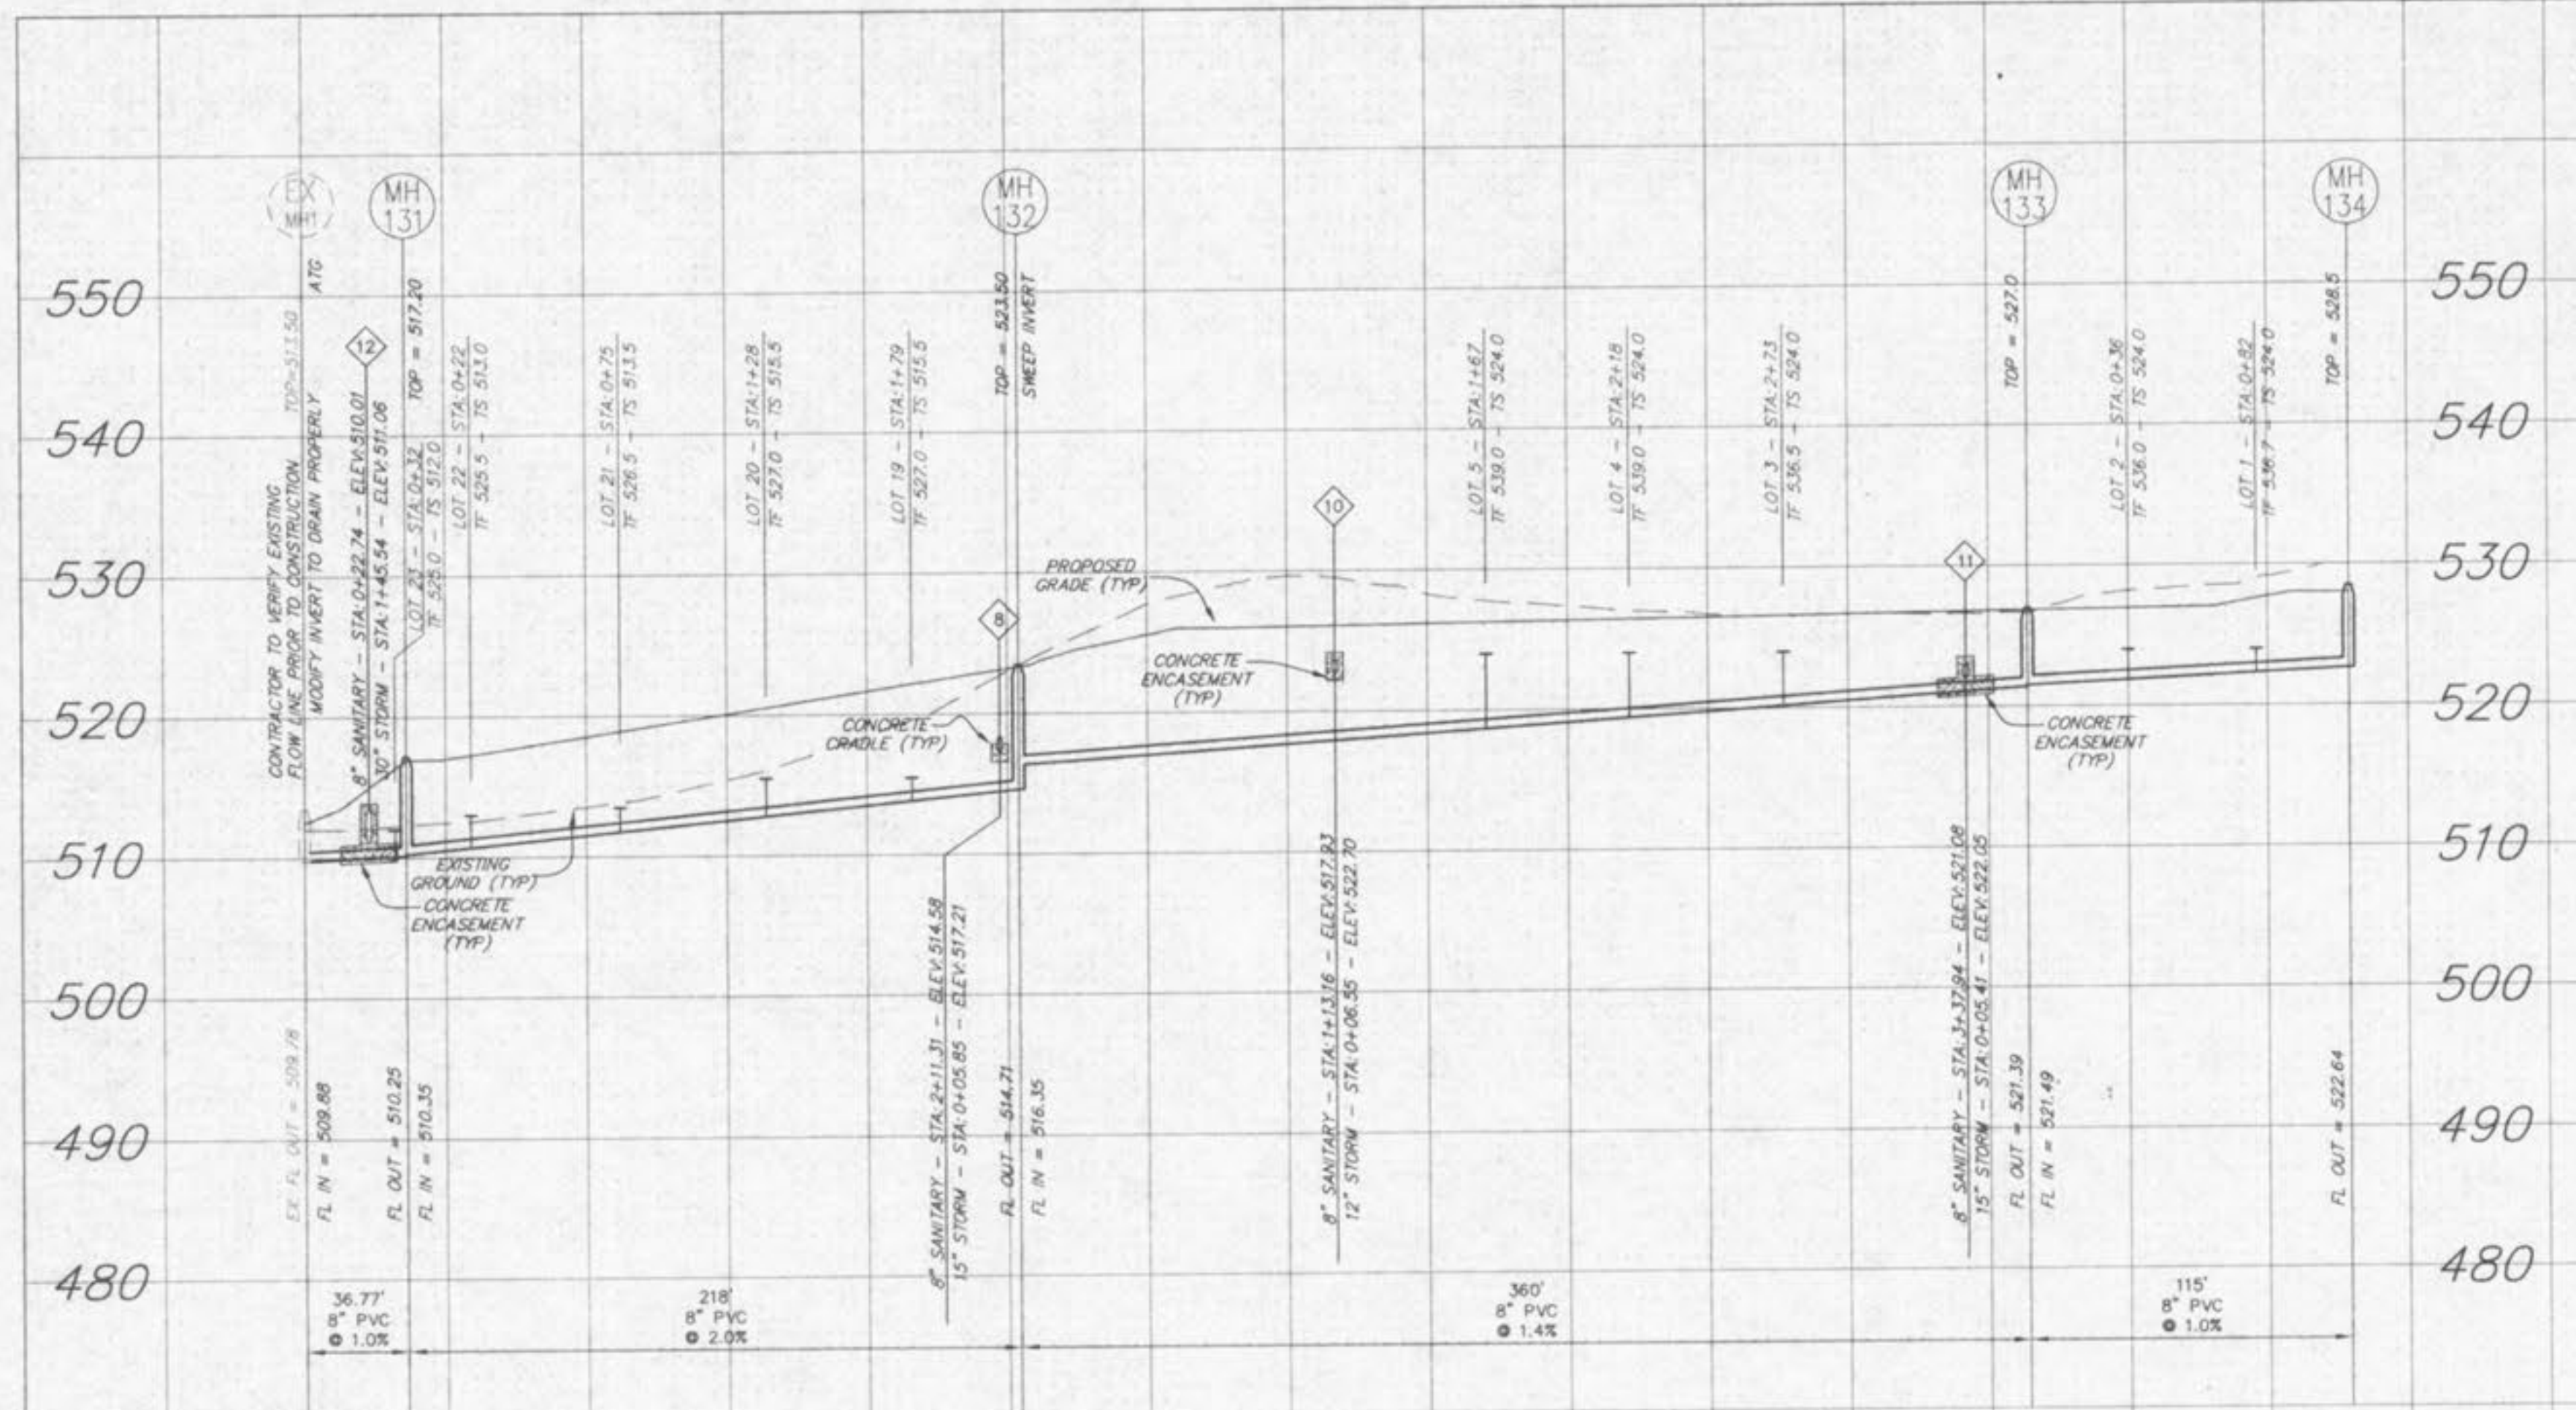 EX
MH1
MH
131
MH
132
MH
133
MH
134
550
540
530
520
510
500
490
480
550
540
530
520
510
500
490
480
CONTRACTOR TO VERIFY EXISTING
FLOW LINE PRIOR TO CONSTRUCTION
MODIFY INVERT TO DRAIN PROPERLY
TOP=513.50
ATG
12
8" SANITARY - STA:0+22.74 - ELEV:510.01
30" STORM - STA:1+45.54 - ELEV:511.06
LOT 23 - STA:0+32
TF 525.0 - TS 512.0
TOP = 517.20
LOT 22 - STA:0+22
TF 525.5 - TS 513.0
LOT 21 - STA:0+75
TF 526.5 - TS 513.5
LOT 20 - STA:1+28
TF 527.0 - TS 515.5
LOT 19 - STA:1+79
TF 527.0 - TS 515.5
TOP = 523.50
SWEEP INVERT
8
PROPOSED
GRADE (TYP)
10
CONCRETE
ENCASEMENT
(TYP)
CONCRETE
CRADLE (TYP)
LOT 5 - STA:1+67
TF 539.0 - TS 524.0
LOT 4 - STA:2+18
TF 539.0 - TS 524.0
LOT 3 - STA:2+73
TF 536.5 - TS 524.0
11
TOP = 527.0
LOT 2 - STA:0+36
TF 536.0 - TS 524.0
LOT 1 - STA:0+82
TF 536.7 - TS 524.0
TOP = 528.5
CONCRETE
ENCASEMENT
(TYP)
EXISTING
GROUND (TYP)
CONCRETE
ENCASEMENT
(TYP)
EX FL OUT = 509.78
FL IN = 509.88
FL OUT = 510.25
FL IN = 510.35
8" SANITARY - STA:2+11.31 - ELEV:514.58
15" STORM - STA:0+05.85 - ELEV:517.21
FL OUT = 514.71
FL IN = 516.35
8" SANITARY - STA:1+13.16 - ELEV:517.93
12" STORM - STA:0+06.55 - ELEV:522.70
8" SANITARY - STA:3+37.94 - ELEV:521.08
15" STORM - STA:0+05.41 - ELEV:522.05
FL OUT = 521.39
FL IN = 521.49
FL OUT = 522.64
36.77'
8" PVC
@ 1.0%
218'
8" PVC
@ 2.0%
360'
8" PVC
@ 1.4%
115'
8" PVC
@ 1.0%